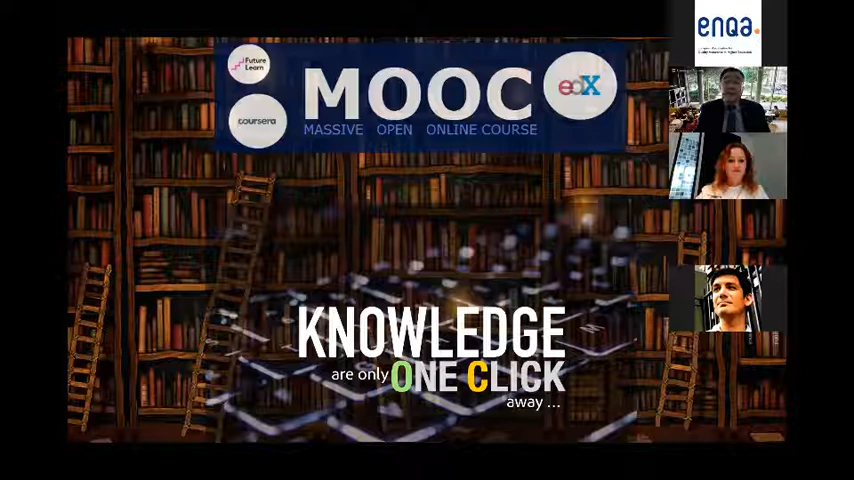 enqa.
Future
Learn
MOOC
edX
coursera
MASSIVE OPEN ONLINE COURSE
KNOWLEDGE
are only ONE CLICK
away ...